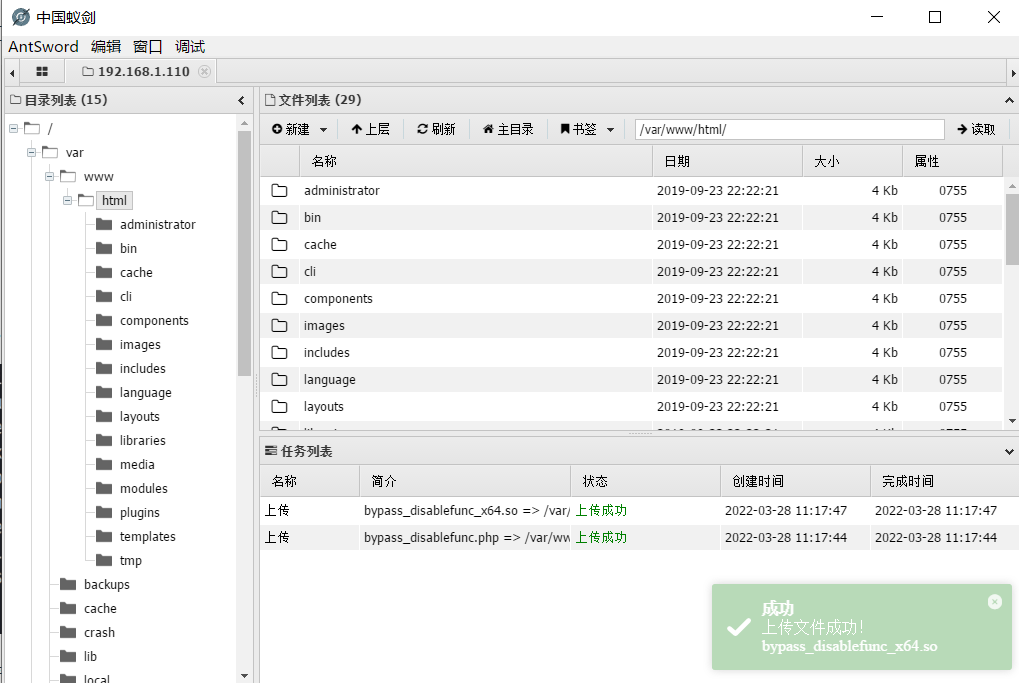 中国蚁剑
AntSword 编辑 窗口 调试
192.168.1.110
目录列表 (15)
/
var
www
html
administrator
bin
cache
cli
components
images
includes
language
layouts
libraries
media
modules
plugins
templates
tmp
backups
cache
crash
lib
local
文件列表 (29)
新建 上层 刷新 主目录 书签 /var/www/html/ 读取
名称 日期 大小 属性
administrator 2019-09-23 22:22:21 4 Kb 0755
bin 2019-09-23 22:22:21 4 Kb 0755
cache 2019-09-23 22:22:21 4 Kb 0755
cli 2019-09-23 22:22:21 4 Kb 0755
components 2019-09-23 22:22:21 4 Kb 0755
images 2019-09-23 22:22:21 4 Kb 0755
includes 2019-09-23 22:22:21 4 Kb 0755
language 2019-09-23 22:22:21 4 Kb 0755
layouts 2019-09-23 22:22:21 4 Kb 0755
任务列表
名称 简介 状态 创建时间 完成时间
上传 bypass_disablefunc_x64.so => /var/ 上传成功 2022-03-28 11:17:47 2022-03-28 11:17:47
上传 bypass_disablefunc.php => /var/ww 上传成功 2022-03-28 11:17:44 2022-03-28 11:17:44
成功
上传文件成功!
bypass_disablefunc_x64.so